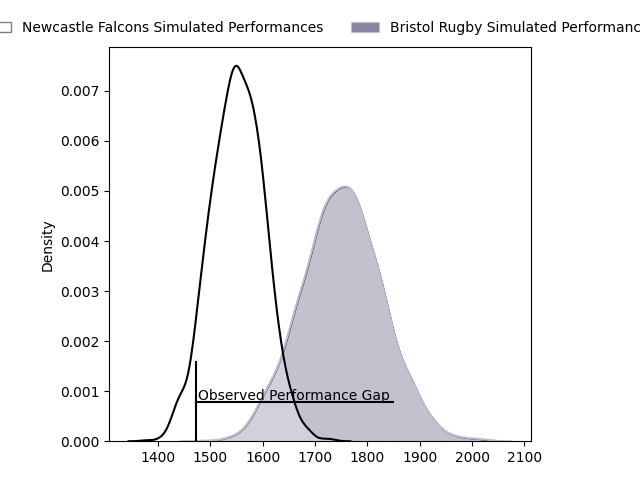 Newcastle Falcons Simulated Performances
Bristol Rugby Simulated
Density
0.007
0.006
0.005
0.004
0.003
0.002
0.001
0.000
Observed Performance Gap
1400 1500 1600 1700 1800 1900 2000 2100